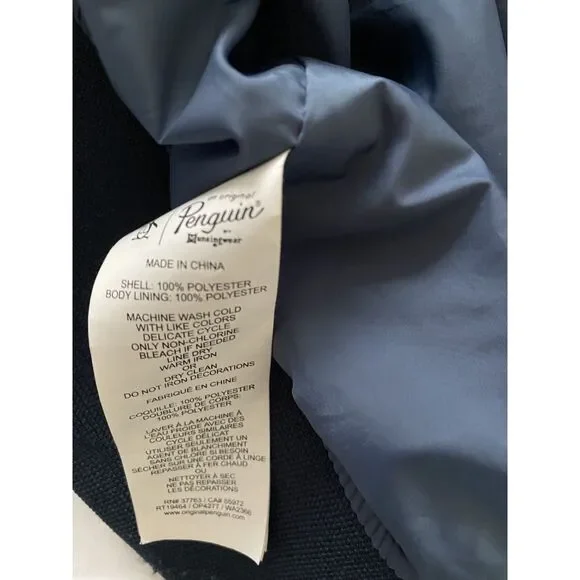 an original
Penguin®
BY
Munsingwear
MADE IN CHINA
SHELL: 100% POLYESTER
BODY LINING: 100% POLYESTER
MACHINE WASH COLD
WITH LIKE COLORS
DELICATE CYCLE
ONLY NON-CHLORINE
BLEACH IF NEEDED
LINE DRY
WARM IRON
OR
DRY CLEAN
DO NOT IRON DECORATIONS
FABRIQUÉ EN CHINE
COQUILLE: 100% POLYESTER
DOUBLURE DE CORPS:
100% POLYESTER
LAVER À LA MACHINE À
L'EAU FROIDE AVEC DES
COULEURS SIMILAIRES
CYCLE DÉLICAT
UTILISER SEULEMENT UN
AGENT DE BLANCHIMENT
SANS CHLORE SI BESOIN
SÉCHER SUR UNE CORDE À LINGE
REPASSER À FER CHAUD
OU
NETTOYER À SEC
NE PAS REPASSER
LES DÉCORATIONS
RN# 37763 / CA# 55972
RT19464 / OP4277 / WA2366
www.originalpenguin.com